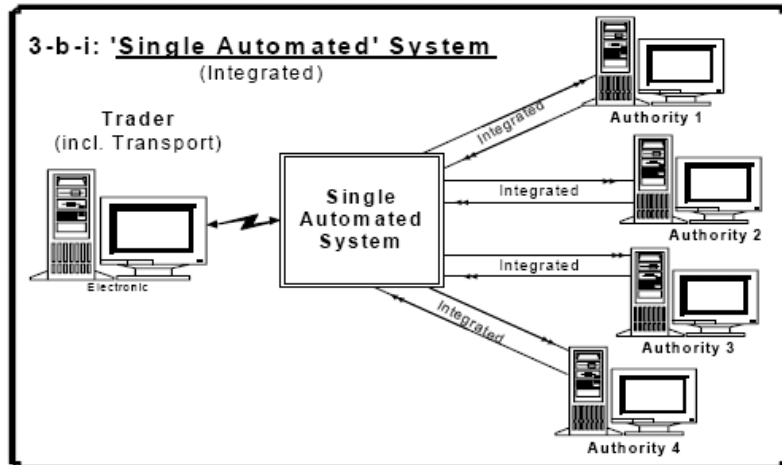 3-b-i: 'Single Automated' System
(Integrated)
Trader
(incl. Transport)
Electronic
Single
Automated
System
Integrated
Authority 1
Integrated
Authority 2
Integrated
Authority 3
Integrated
Authority 4